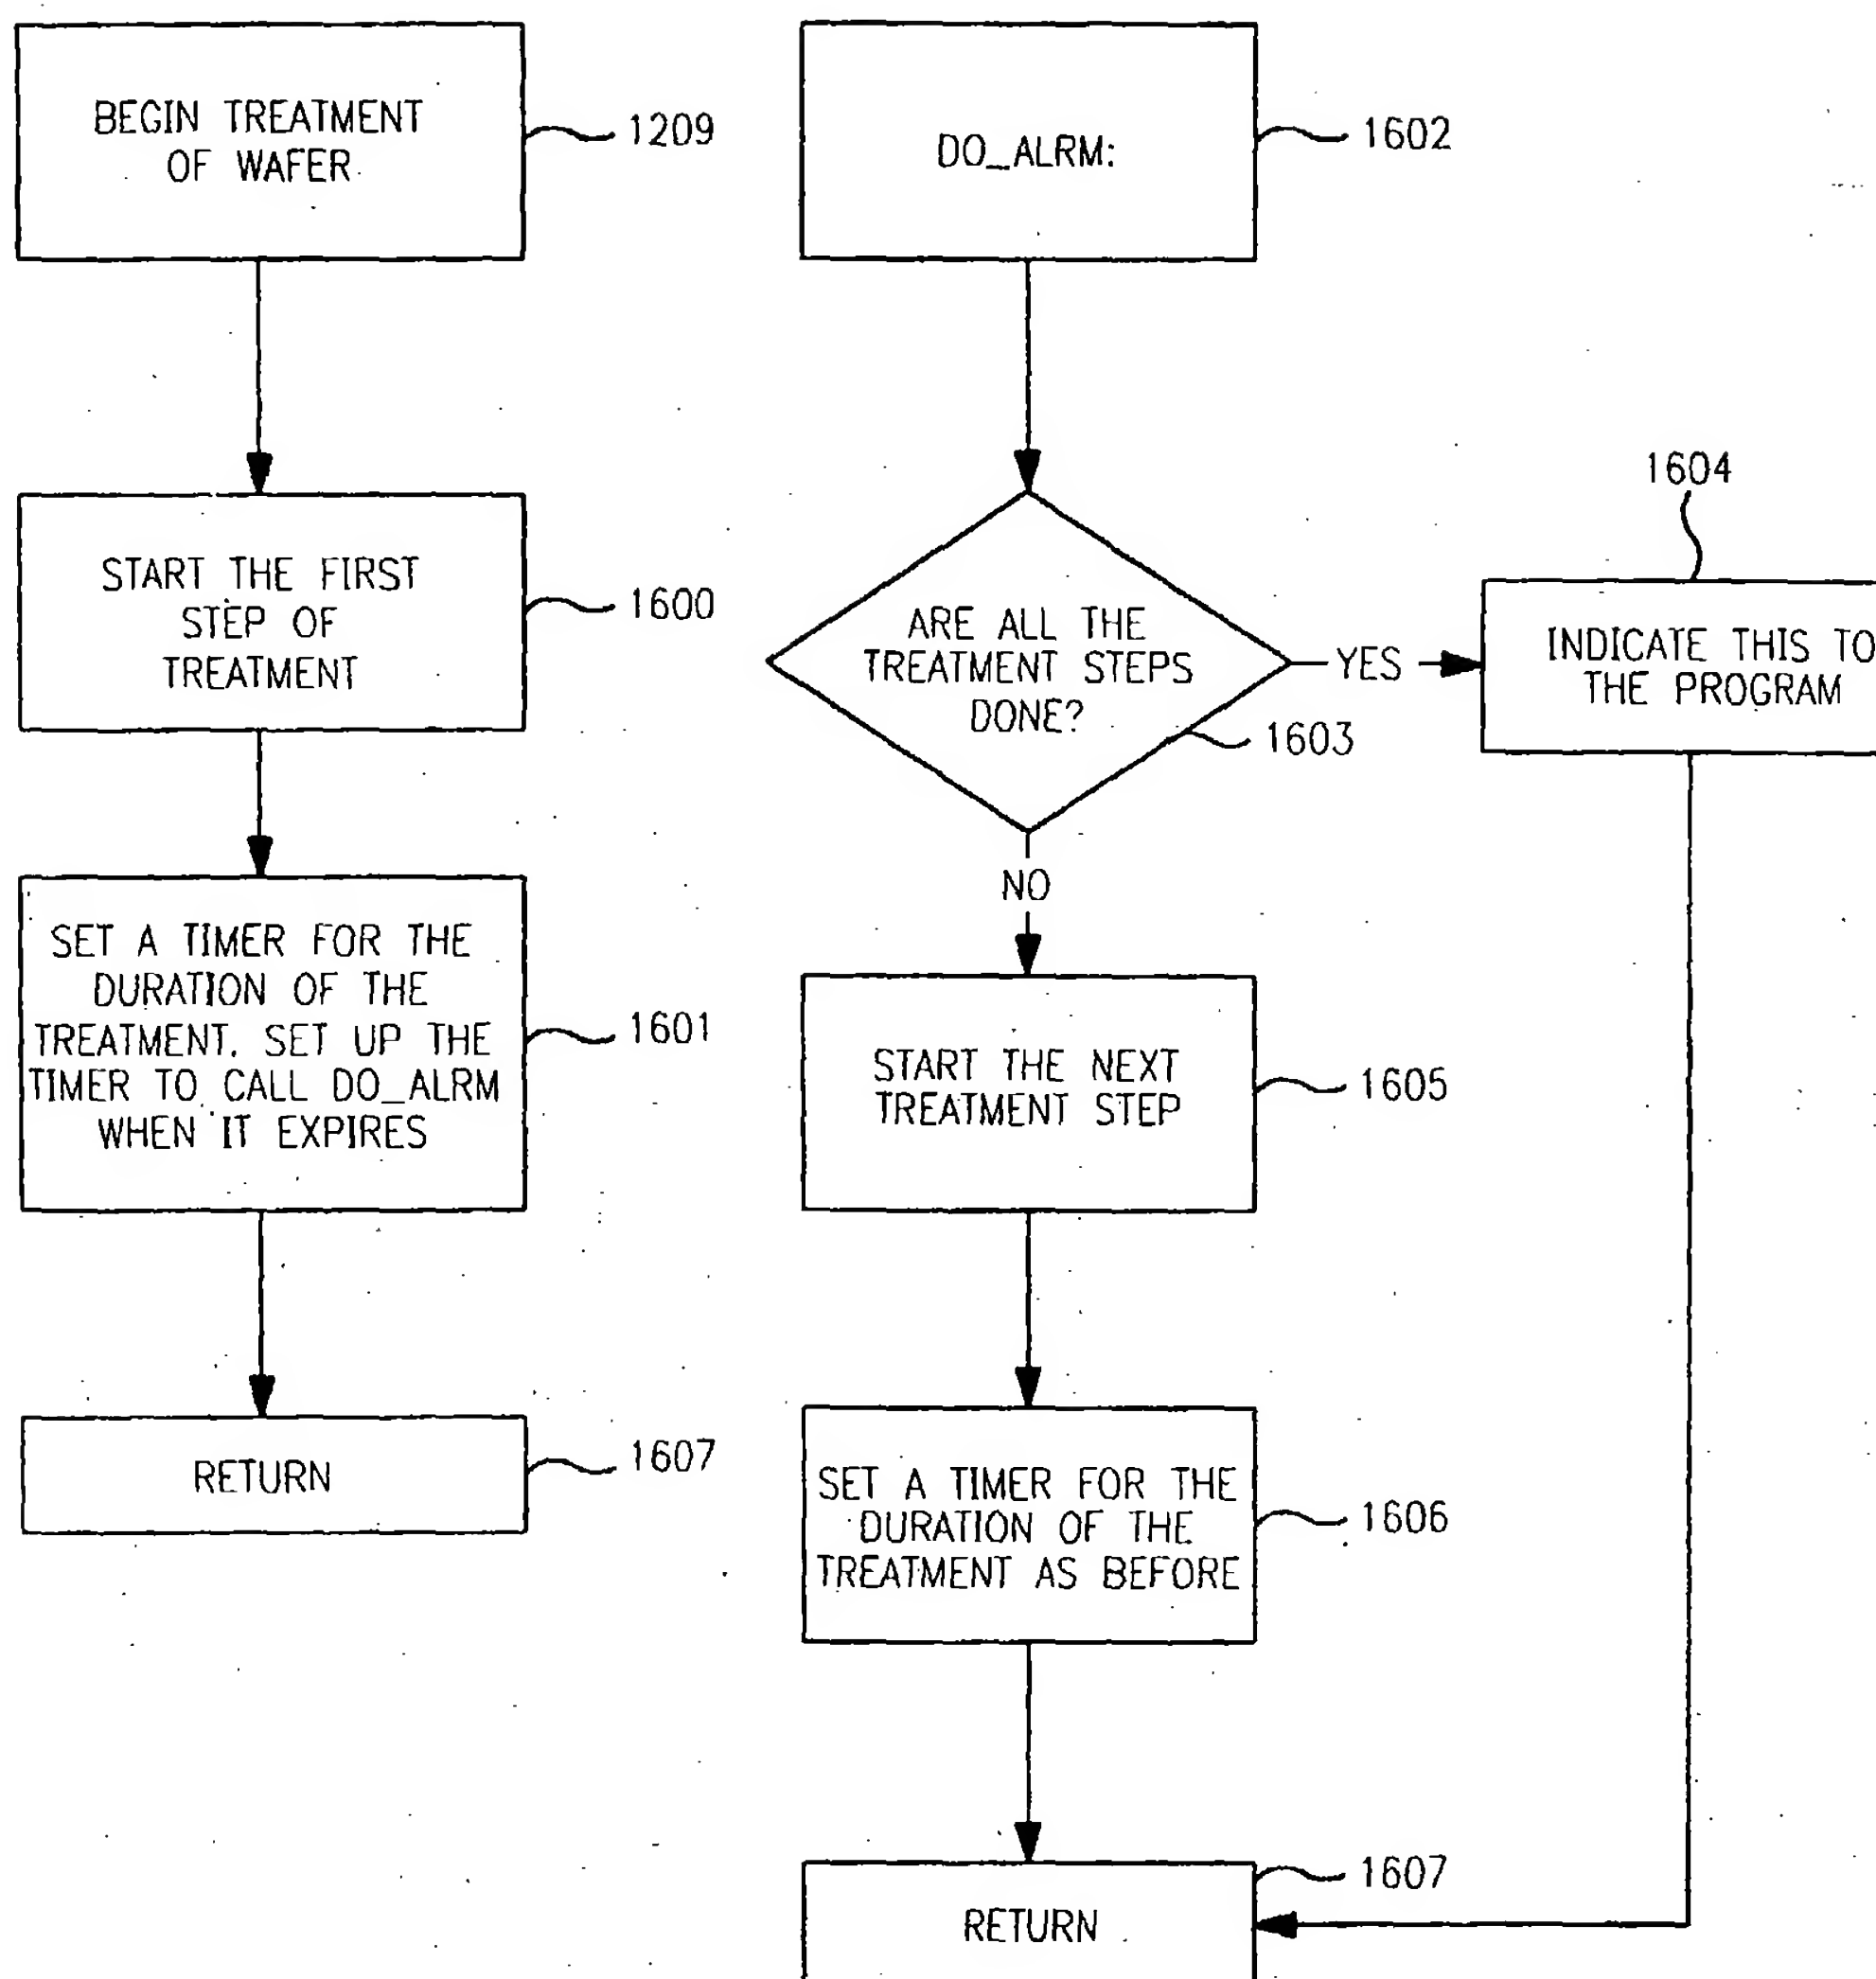 BEGIN TREATMENT
OF WAFER
1209
START THE FIRST
STEP OF
TREATMENT
1600
SET A TIMER FOR THE
DURATION OF THE
TREATMENT. SET UP THE
TIMER TO CALL DO_ALRM
WHEN IT EXPIRES
1601
RETURN
1607
DO_ALRM:
1602
ARE ALL THE
TREATMENT STEPS
DONE?
1603
YES
1604
INDICATE THIS TO
THE PROGRAM
NO
START THE NEXT
TREATMENT STEP
1605
SET A TIMER FOR THE
DURATION OF THE
TREATMENT AS BEFORE
1606
RETURN
1607